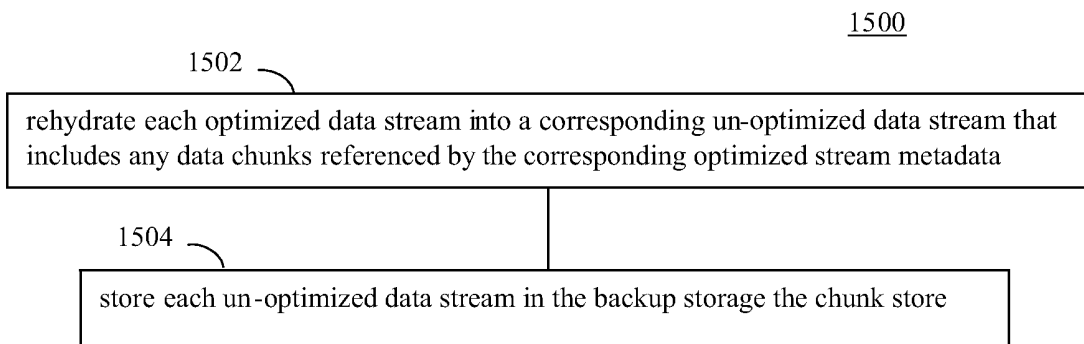 1500
1502
rehydrate each optimized data stream into a corresponding un-optimized data stream that
includes any data chunks referenced by the corresponding optimized stream metadata
1504
store each un-optimized data stream in the backup storage the chunk store